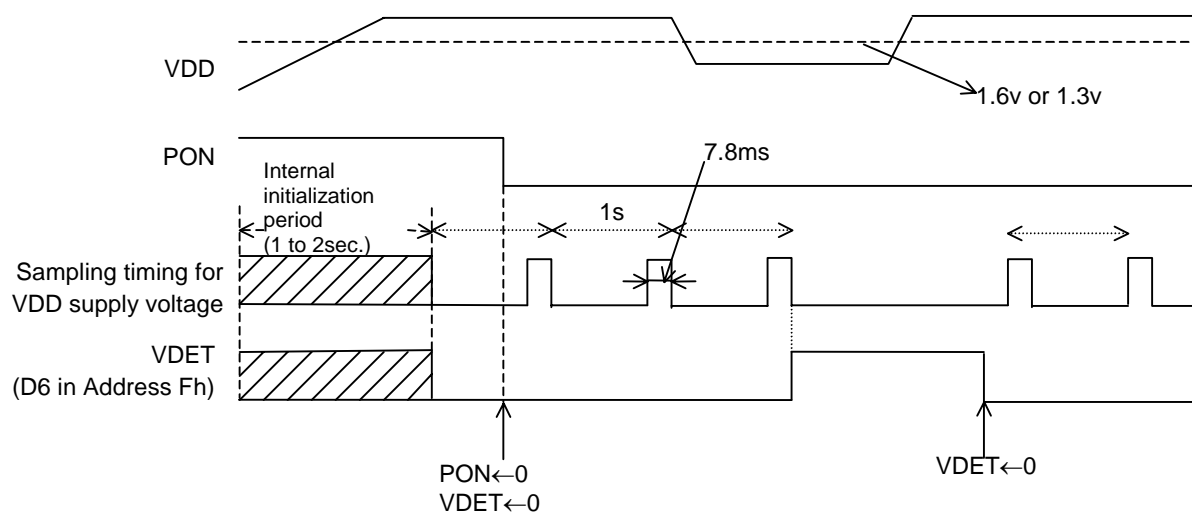 VDD
1.6v or 1.3v
PON
7.8ms
Internal
initialization
period
(1 to 2sec.)
1s
Sampling timing for
VDD supply voltage
VDET
(D6 in Address Fh)
PON←0
VDET←0
VDET←0